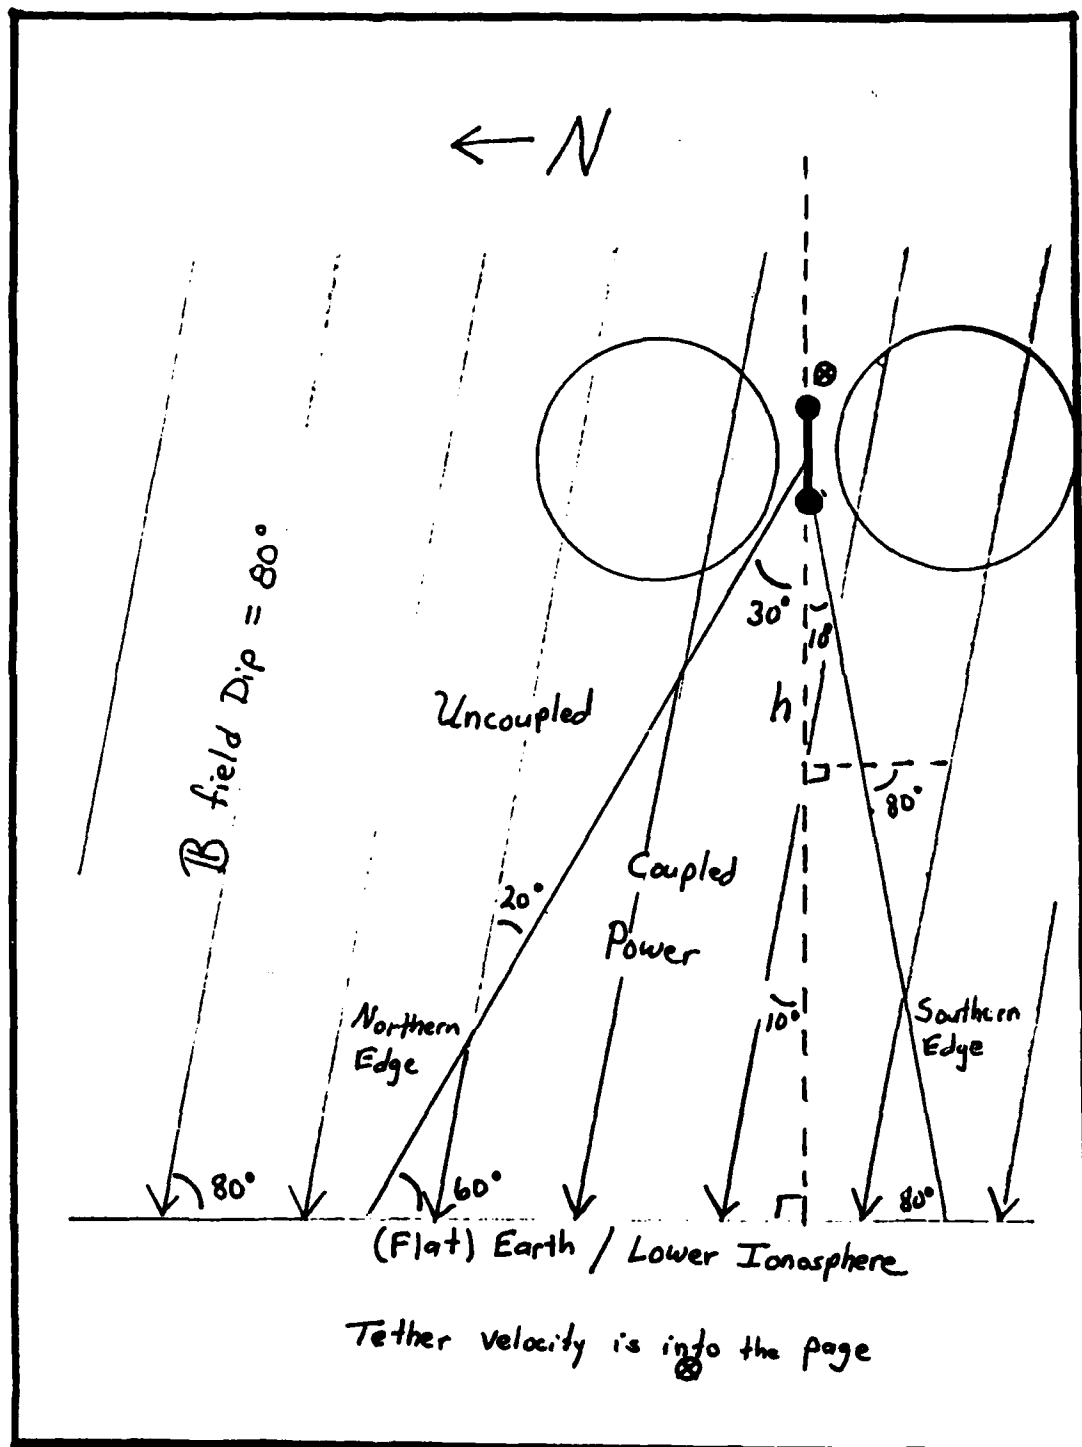 ← N
⊗
30°
18
h
B field Dip = 80°
Uncoupled
80°
Coupled
20°
Power
10°
Northern
Edge
Southern
Edge
80°
60°
80°
(Flat) Earth / Lower Ionosphere
Tether velocity is into the page
⊗